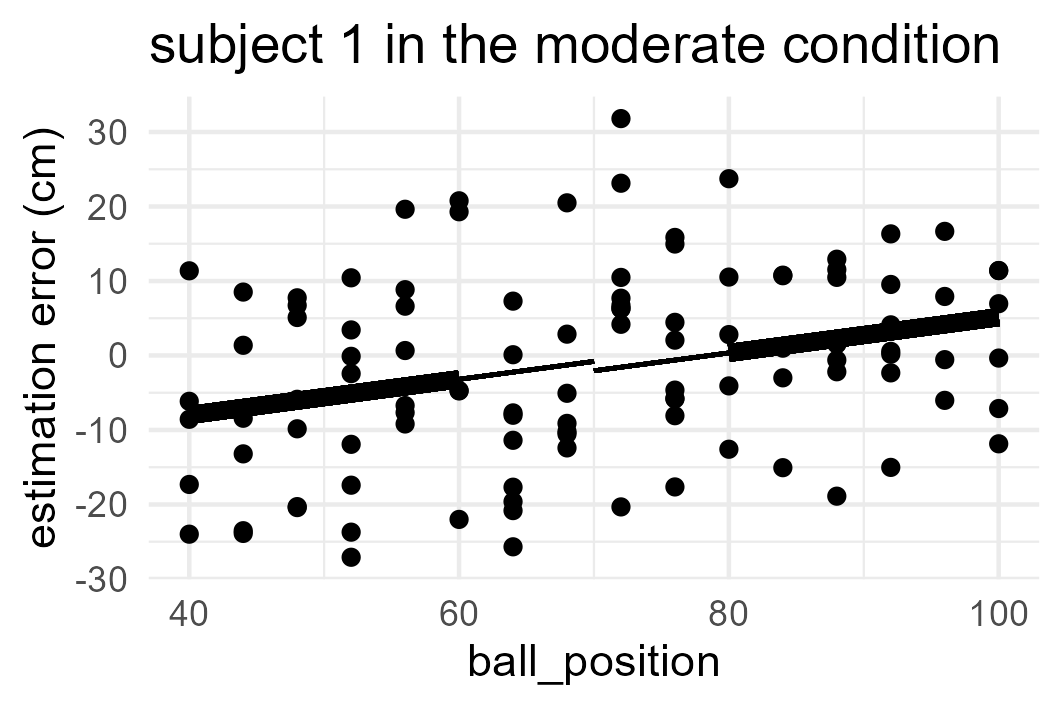 subject 1 in the moderate condition
estimation error (cm)
30
20
10
0
-10
-20
-30
40 60 80 100
ball_position